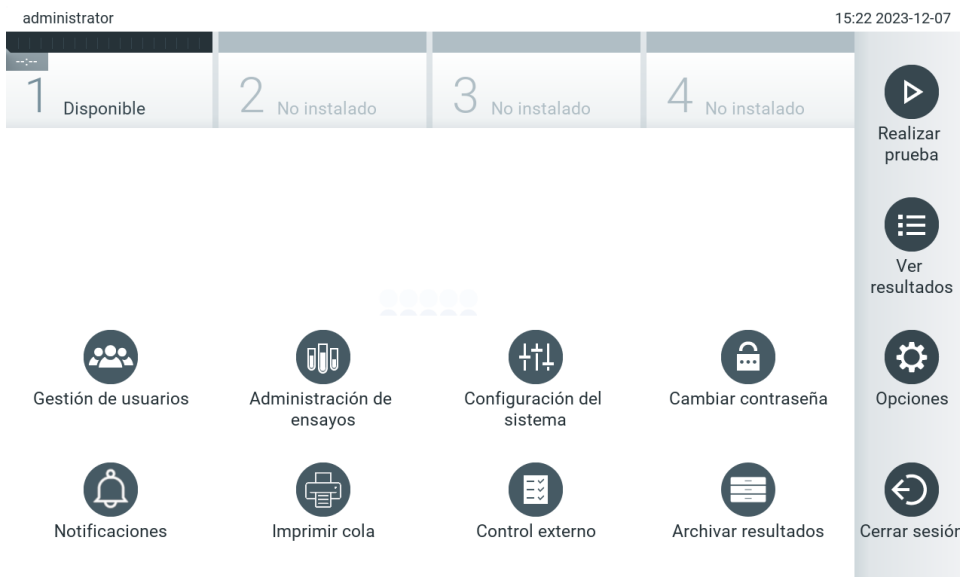 administrator
15:22 2023-12-07
--:--
1 Disponible
2 No instalado
3 No instalado
4 No instalado
Realizar
prueba
Ver
resultados
Gestión de usuarios
Administración de
ensayos
Configuración del
sistema
Cambiar contraseña
Opciones
Notificaciones
Imprimir cola
Control externo
Archivar resultados
Cerrar sesión